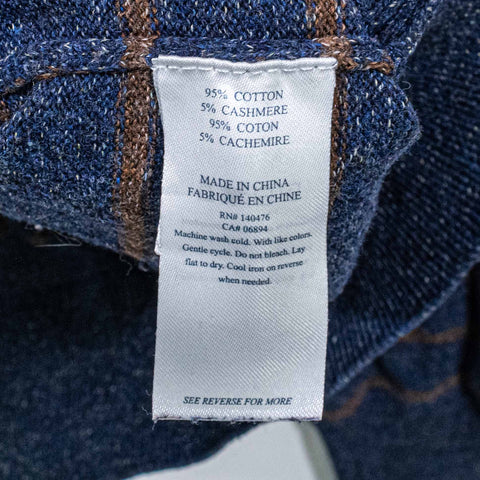 95% COTTON
5% CASHMERE
95% COTON
5% CACHEMIRE
MADE IN CHINA
FABRIQUÉ EN CHINE
RN# 140476
CA# 06894
Machine wash cold. With like colors.
Gentle cycle. Do not bleach. Lay
flat to dry. Cool iron on reverse
when needed.
SEE REVERSE FOR MORE